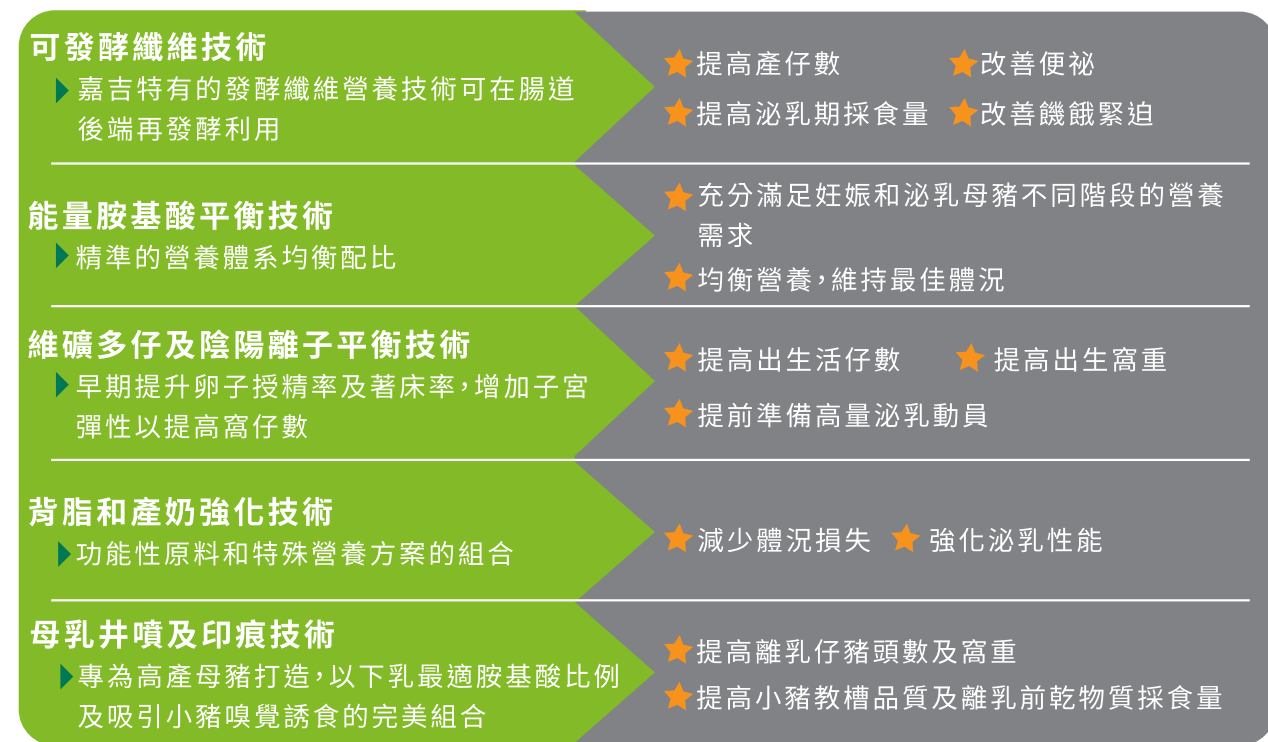 可發酵纖維技術
嘉吉特有的發酵纖維營養技術可在腸道
後端再發酵利用
提高產仔數 改善便祕
提高泌乳期採食量 改善饑餓緊迫
能量胺基酸平衡技術
精準的營養體系均衡配比
充分滿足妊娠和泌乳母豬不同階段的營養
需求
均衡營養,維持最佳體況
維礦多仔及陰陽離子平衡技術
早期提升卵子授精率及著床率,增加子宮
彈性以提高窩仔數
提高出生活仔數 提高出生窩重
提前準備高量泌乳動員
背脂和產奶強化技術
功能性原料和特殊營養方案的組合
減少體況損失 強化泌乳性能
母乳井噴及印痕技術
專為高產母豬打造,以下乳最適胺基酸比例
及吸引小豬嗅覺誘食的完美組合
提高離乳仔豬頭數及窩重
提高小豬教槽品質及離乳前乾物質採食量